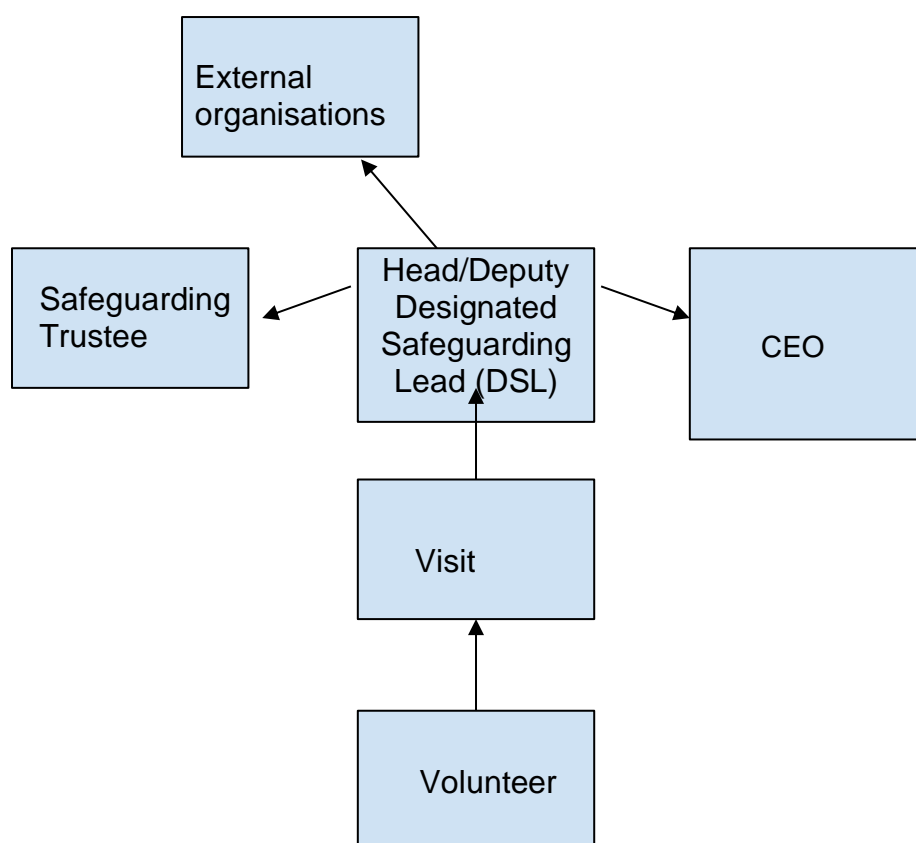 External
organisations
Safeguarding
Trustee
Head/Deputy
Designated
Safeguarding
Lead (DSL)
CEO
Visit
Volunteer